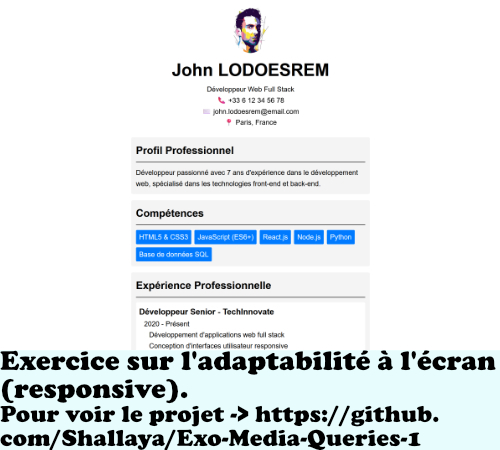 John LODOESREM
Développeur Web Full Stack
+33 6 12 34 56 78
john.lodoesrem@email.com
Paris, France
Profil Professionnel
Développeur passionné avec 7 ans d'expérience dans le développement
web, spécialisé dans les technologies front-end et back-end.
Compétences
HTML5 & CSS3 JavaScript (ES6+) React.js Node.js Python
Base de données SQL
Expérience Professionnelle
Développeur Senior - TechInnovate
2020 - Présent
Développement d'applications web full stack
Conception d'interfaces utilisateur responsive
Exercice sur l'adaptabilité à l'écran
(responsive).
Pour voir le projet -> https://github.
com/Shallaya/Exo-Media-Queries-1